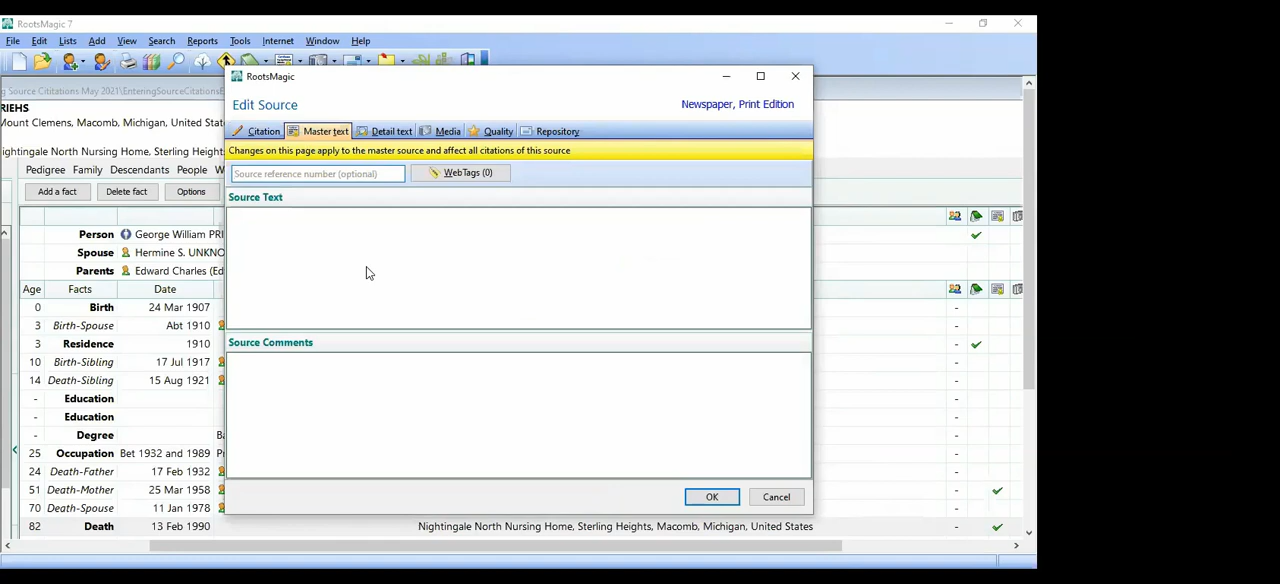 RootsMagic 7
File Edit Lists Add View Search Reports Tools Internet Window Help
RootsMagic
Edit Source
Newspaper, Print Edition
Citation Master text Detail text Media Quality Repository
Changes on this page apply to the master source and affect all citations of this source
Source reference number (optional) WebTags (0)
Source Text
Source Comments
OK Cancel
g Source Cititations May 2021\EnteringSourceCitationsE
RIEHS
Mount Clemens, Macomb, Michigan, United Stat
ightingale North Nursing Home, Sterling Height
Pedigree Family Descendants People W
Add a fact Delete fact Options
Person George William PRI
Spouse Hermine S. UNKNO
Parents Edward Charles (Ed
Age Facts Date
0 Birth 24 Mar 1907 -
3 Birth-Spouse Abt 1910 -
3 Residence 1910 -
10 Birth-Sibling 17 Jul 1917 -
14 Death-Sibling 15 Aug 1921 -
- Education -
- Education -
- Degree Ba -
25 Occupation Bet 1932 and 1989 Pr -
24 Death-Father 17 Feb 1932 -
51 Death-Mother 25 Mar 1958 -
70 Death-Spouse 11 Jan 1978 -
82 Death 13 Feb 1990 Nightingale North Nursing Home, Sterling Heights, Macomb, Michigan, United States -